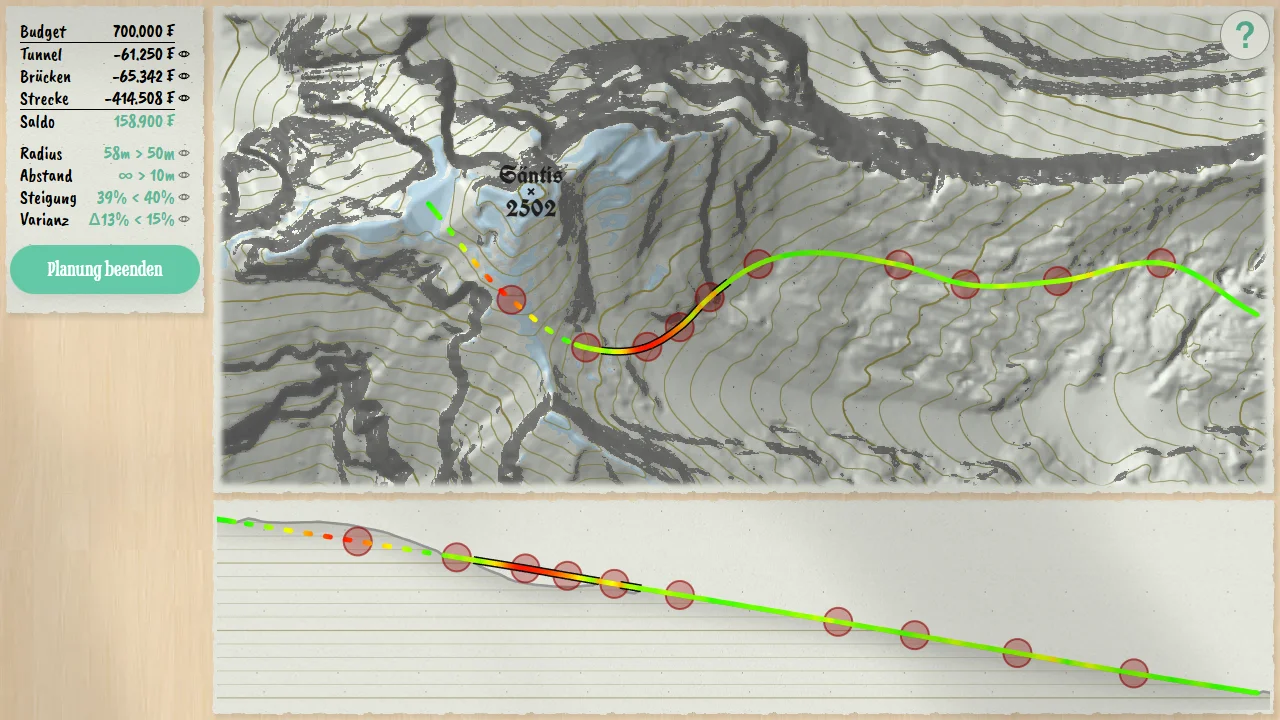 Budget 700.000 ₣
Tunnel -61.250 ₣
Brücken -65.342 ₣
Strecke -414.508 ₣
Saldo 158.900 ₣
Radius 58m > 50m
Abstand ∞ > 10m
Steigung 39% < 40%
Varianz Δ13% < 15%
Planung beenden
Säntis
×
2502
?